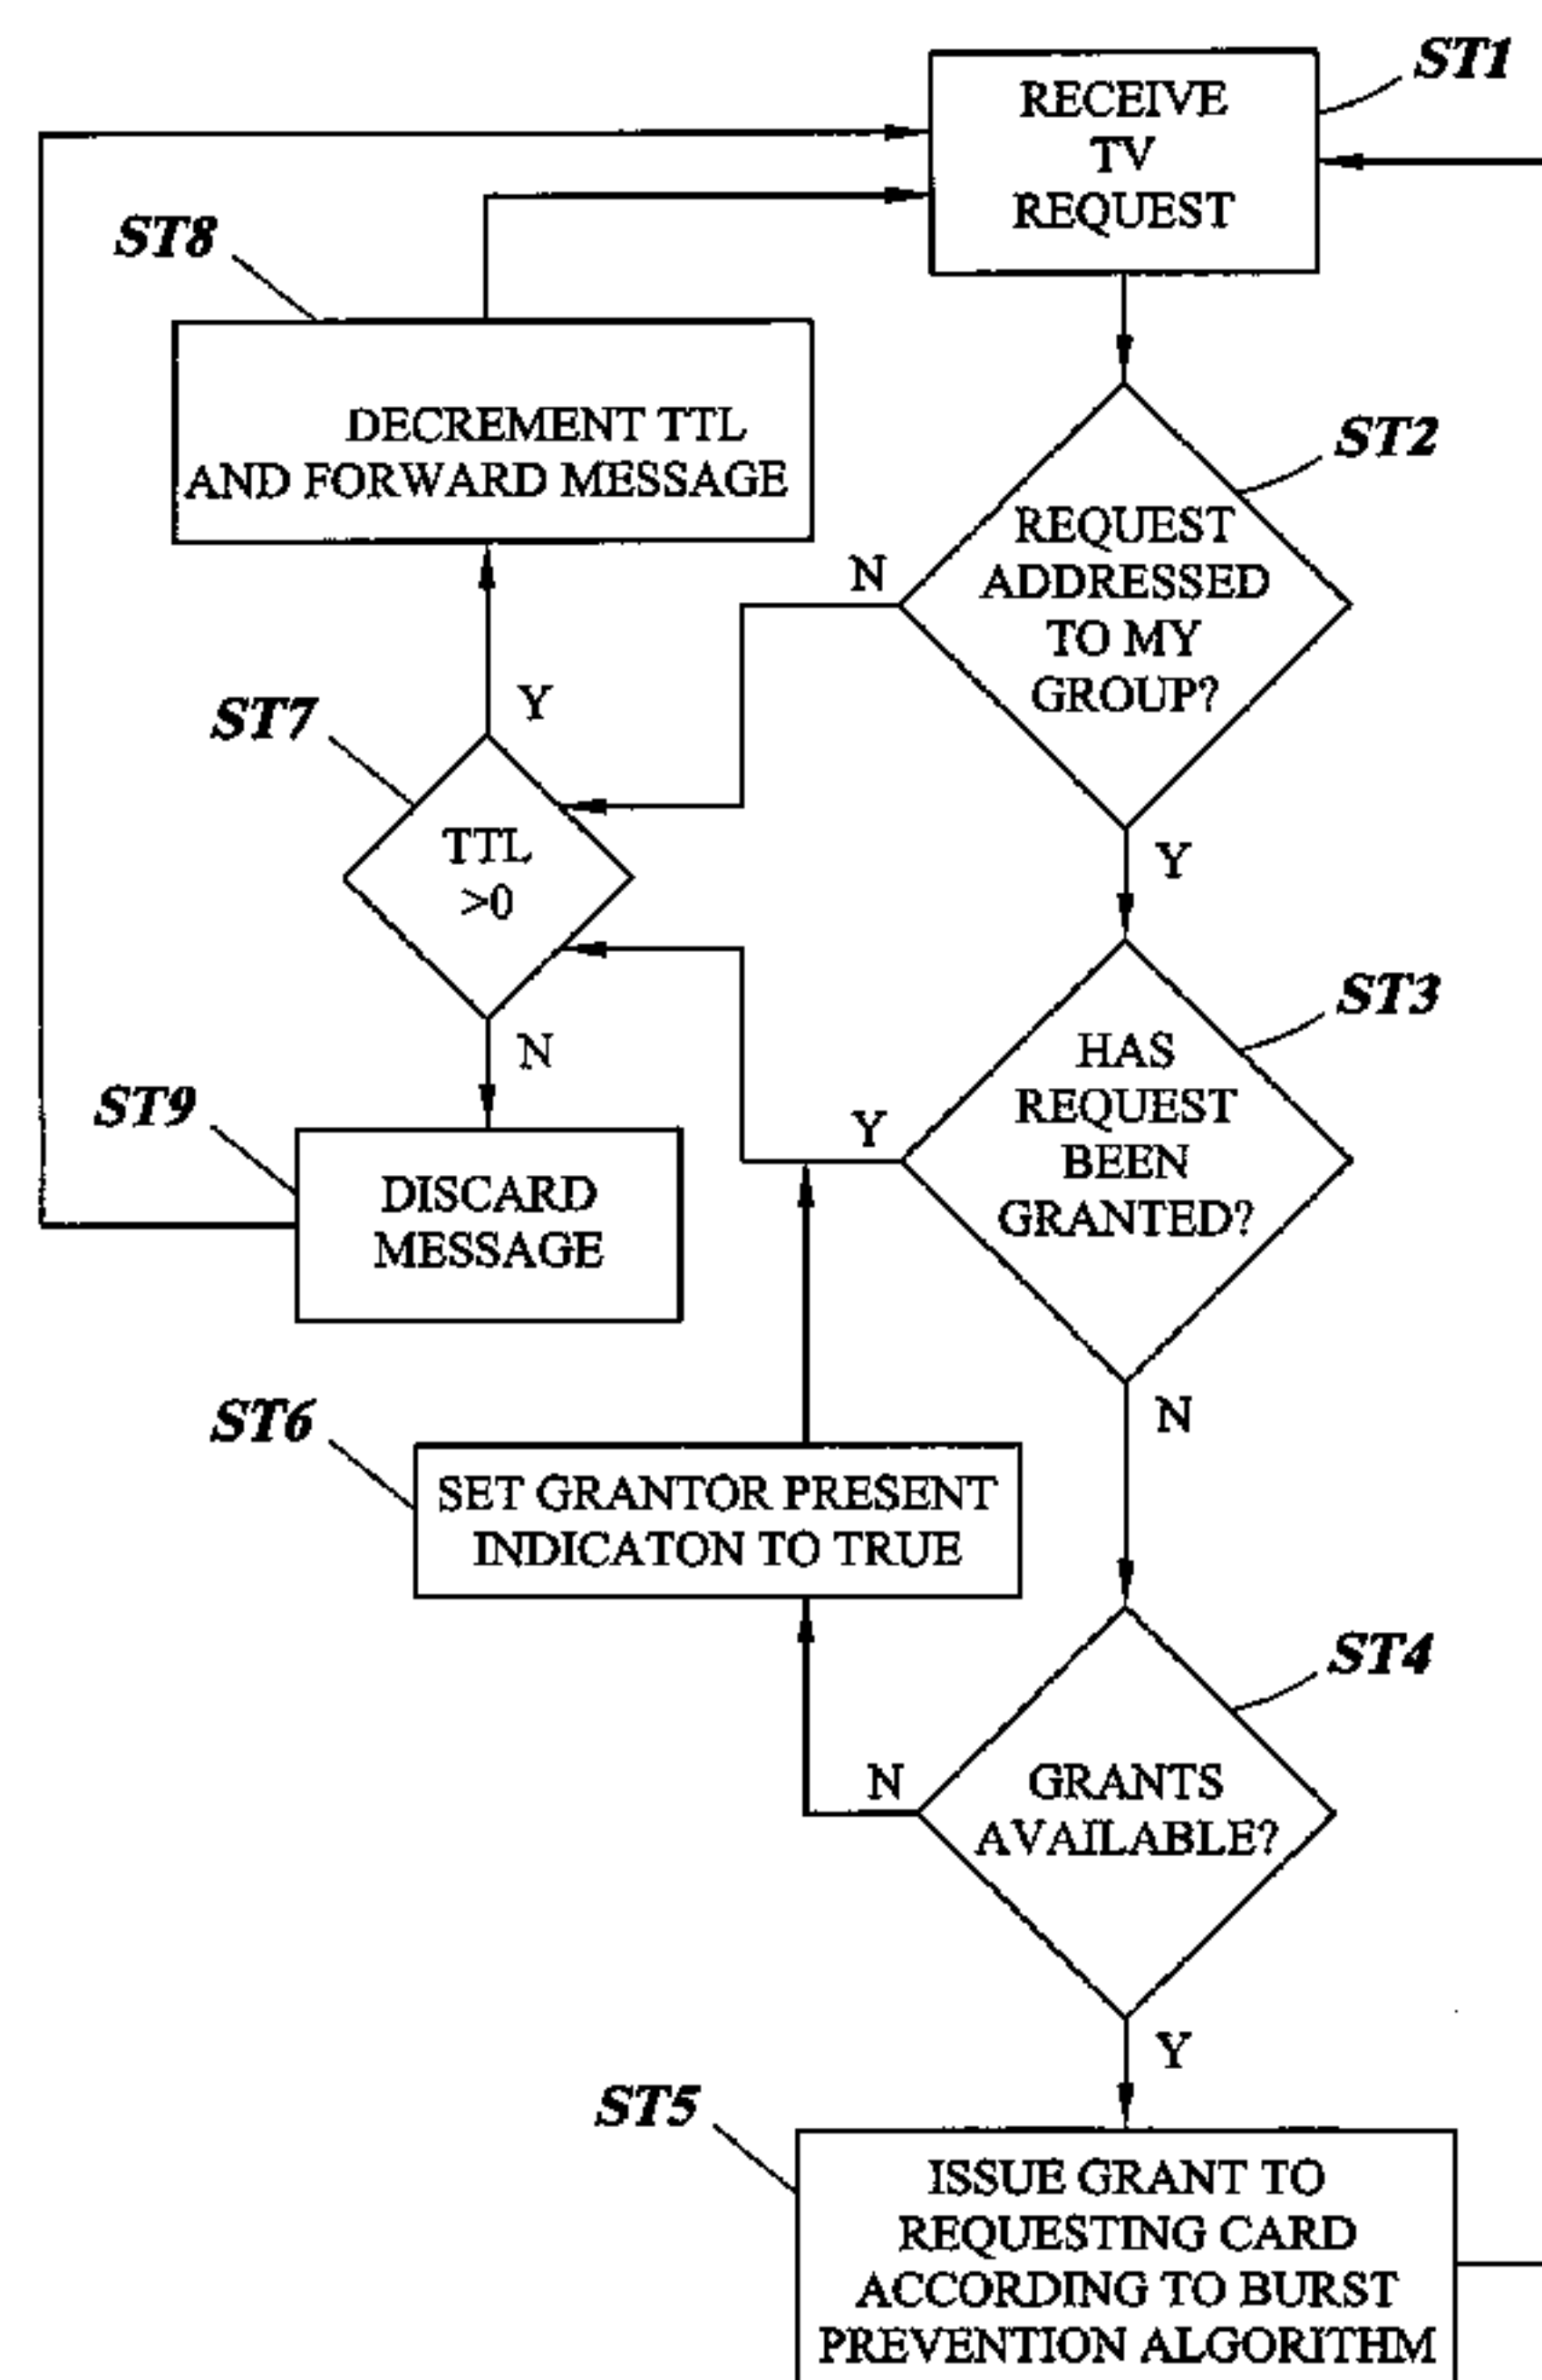 ST1
RECEIVE
TV
REQUEST
ST8
DECREMENT TTL
AND FORWARD MESSAGE
ST2
REQUEST
ADDRESSED
TO MY
GROUP?
N
Y
ST7
Y
TTL
>0
N
ST3
HAS
REQUEST
BEEN
GRANTED?
Y
N
ST9
DISCARD
MESSAGE
ST6
SET GRANTOR PRESENT
INDICATON TO TRUE
ST4
GRANTS
AVAILABLE?
N
Y
ST5
ISSUE GRANT TO
REQUESTING CARD
ACCORDING TO BURST
PREVENTION ALGORITHM